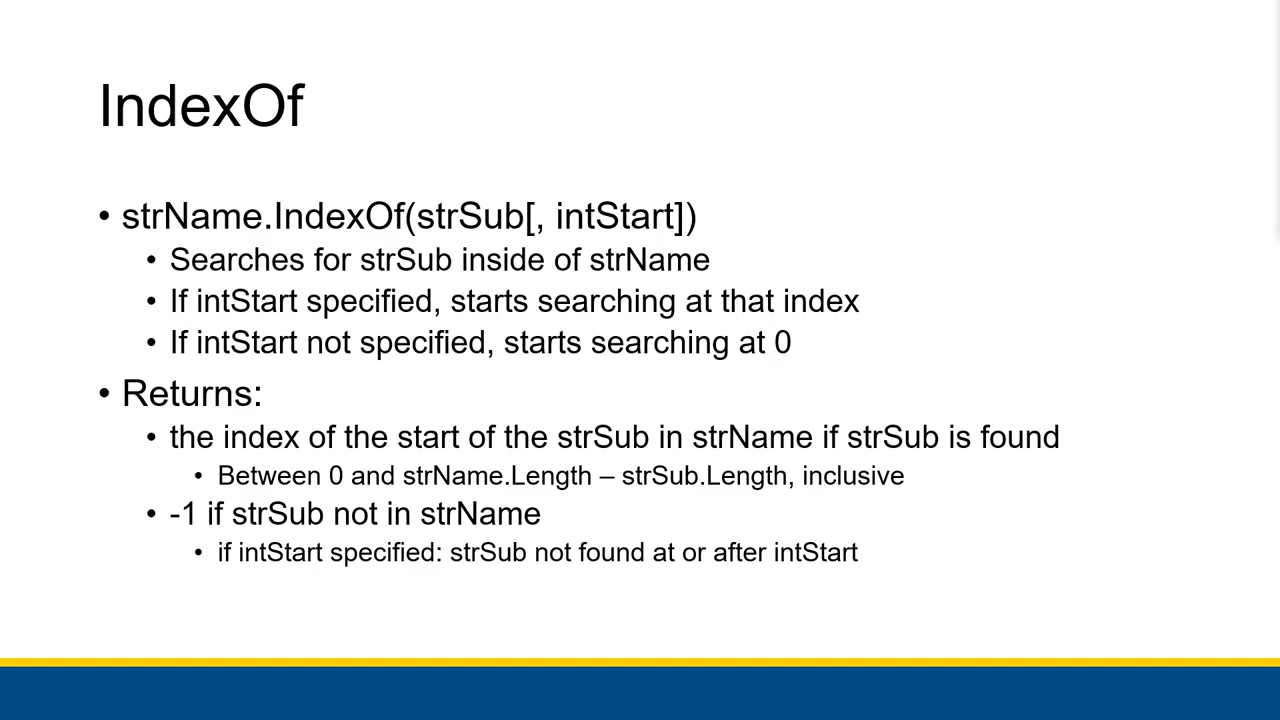 IndexOf
• strName.IndexOf(strSub[, intStart])
• Searches for strSub inside of strName
• If intStart specified, starts searching at that index
• If intStart not specified, starts searching at 0
• Returns:
• the index of the start of the strSub in strName if strSub is found
• Between 0 and strName.Length – strSub.Length, inclusive
• -1 if strSub not in strName
• if intStart specified: strSub not found at or after intStart